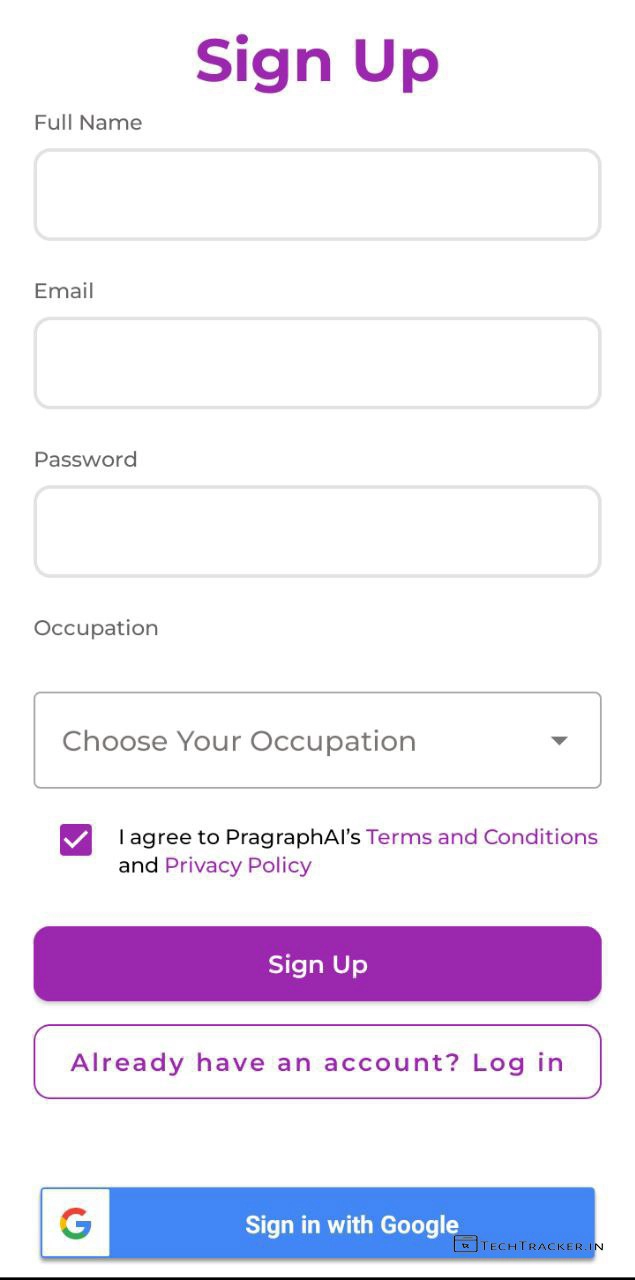 Sign Up
Full Name
Email
Password
Occupation
Choose Your Occupation
I agree to PragraphAI’s Terms and Conditions
and Privacy Policy
Sign Up
Already have an account? Log in
Sign in with Google
TECHTRACKER.IN